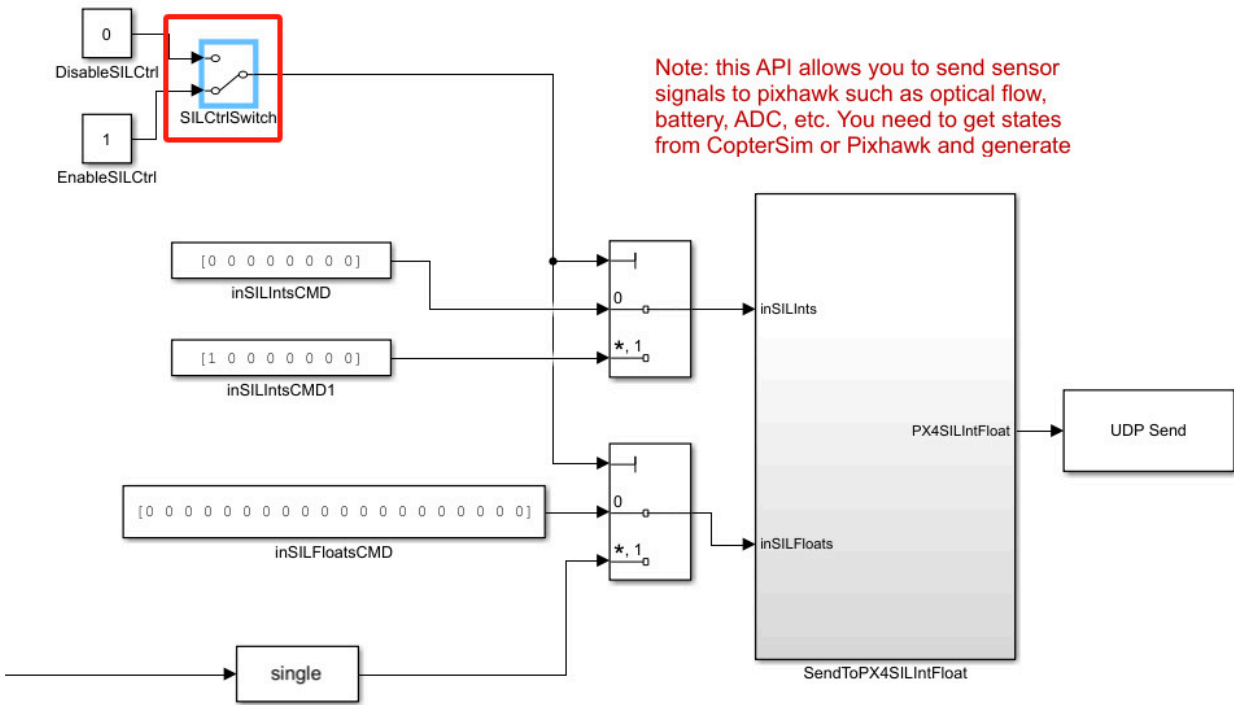 0
DisableSILCtrl
SILCtrlSwitch
1
EnableSILCtrl
Note: this API allows you to send sensor
signals to pixhawk such as optical flow,
battery, ADC, etc. You need to get states
from CopterSim or Pixhawk and generate
[0 0 0 0 0 0 0 0]
inSILIntsCMD
[1 0 0 0 0 0 0 0]
inSILIntsCMD1
0
*, 1
inSILInts
PX4SILIntFloat
UDP Send
[0 0 0 0 0 0 0 0 0 0 0 0 0 0 0 0 0 0 0 0]
inSILFloatsCMD
0
*, 1
inSILFloats
single
SendToPX4SILIntFloat